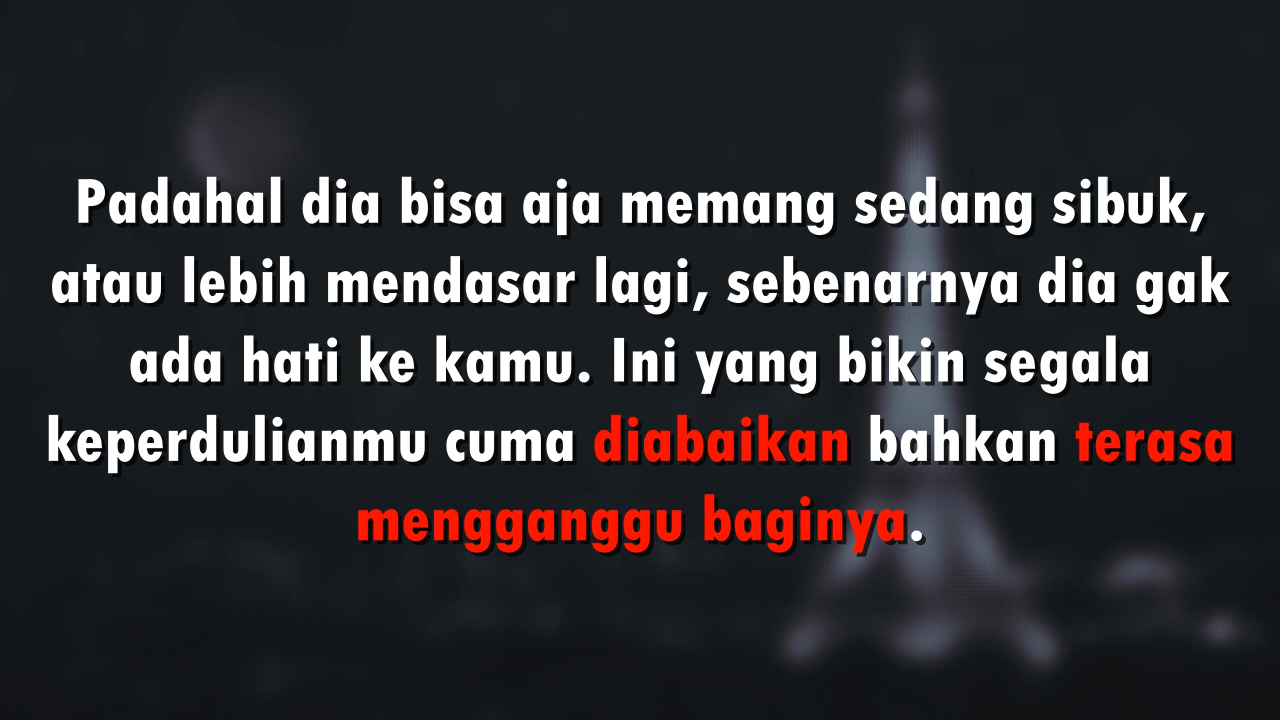 Padahal dia bisa aja memang sedang sibuk,
atau lebih mendasar lagi, sebenarnya dia gak
ada hati ke kamu. Ini yang bikin segala
keperdulianmu cuma diabaikan bahkan terasa
mengganggu baginya.